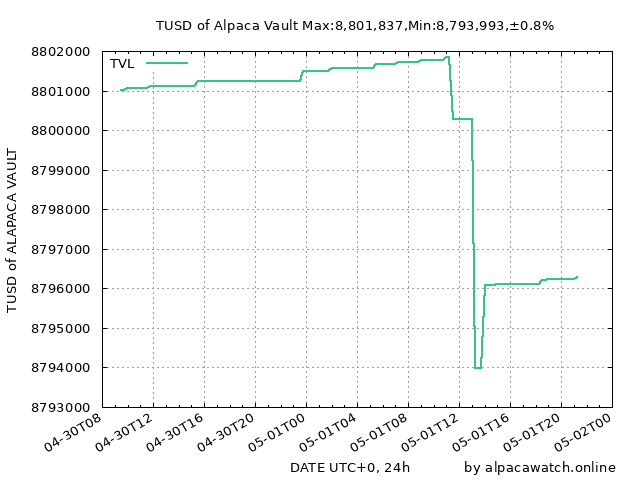 TUSD of Alpaca Vault Max:8,801,837,Min:8,793,993,±0.8%
TVL
8802000
8801000
8800000
8799000
8798000
8797000
8796000
8795000
8794000
8793000
TUSD of ALAPACA VAULT
04-30T08
04-30T12
04-30T16
04-30T20
05-01T00
05-01T04
05-01T08
05-01T12
05-01T16
05-01T20
05-02T00
DATE UTC+0, 24h
by alpacawatch.online